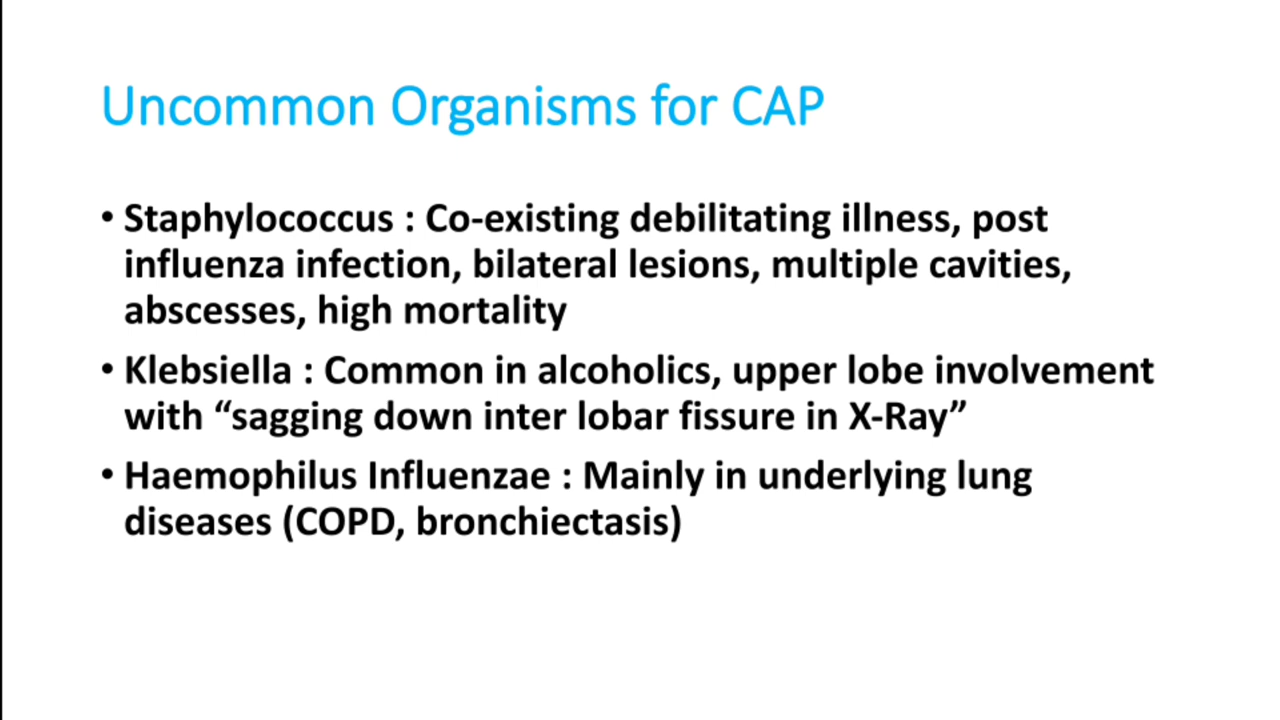 Uncommon Organisms for CAP
• Staphylococcus : Co-existing debilitating illness, post
influenza infection, bilateral lesions, multiple cavities,
abscesses, high mortality
• Klebsiella : Common in alcoholics, upper lobe involvement
with “sagging down inter lobar fissure in X-Ray”
• Haemophilus Influenzae : Mainly in underlying lung
diseases (COPD, bronchiectasis)